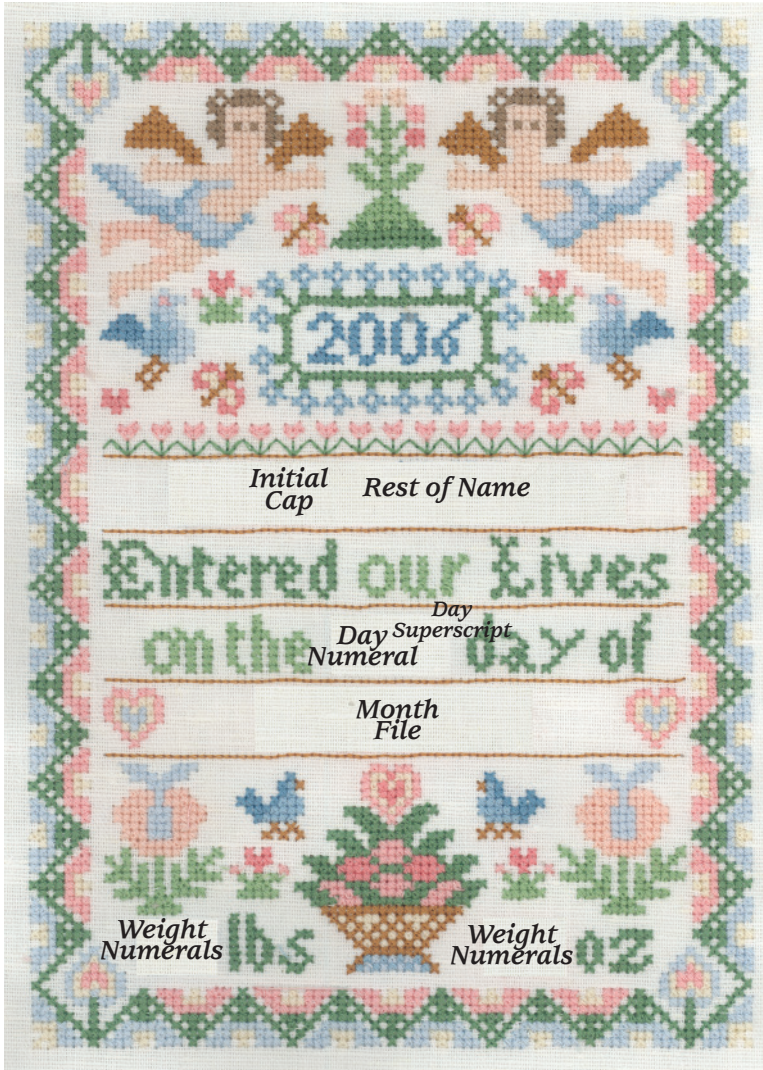 2006
Initial Cap Rest of Name
Entered our Lives
on the Day Numeral Day Superscript day of
Month File
Weight Numerals lbs Weight Numerals oz